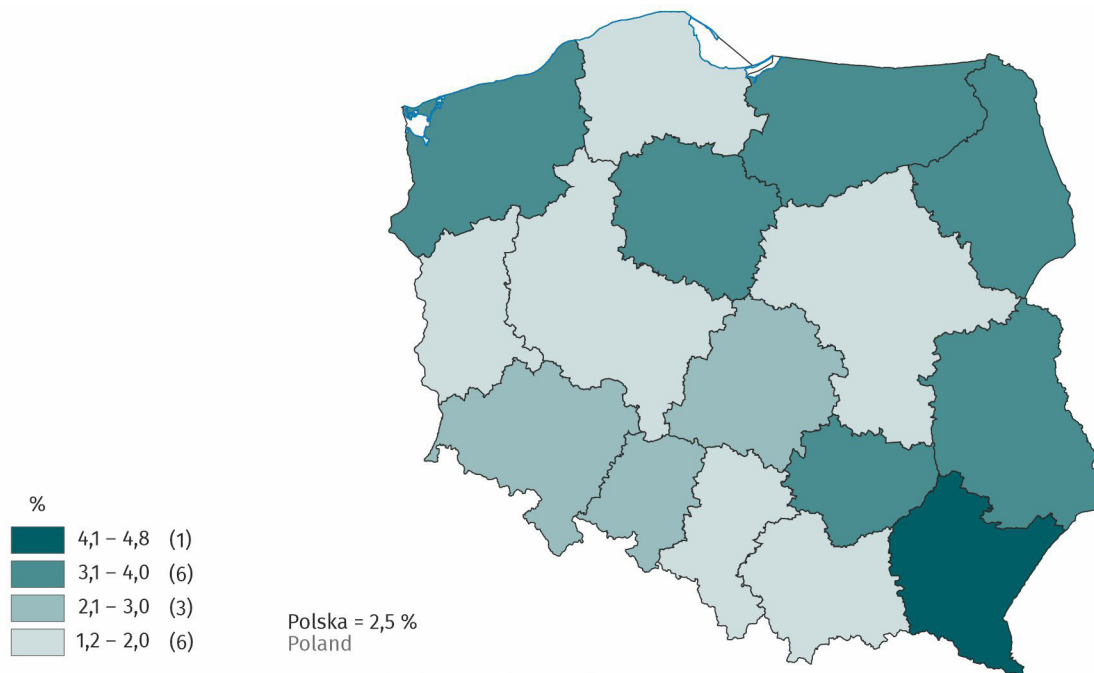 %
4,1 – 4,8 (1)
3,1 – 4,0 (6)
2,1 – 3,0 (3)
1,2 – 2,0 (6)
Polska = 2,5 %
Poland